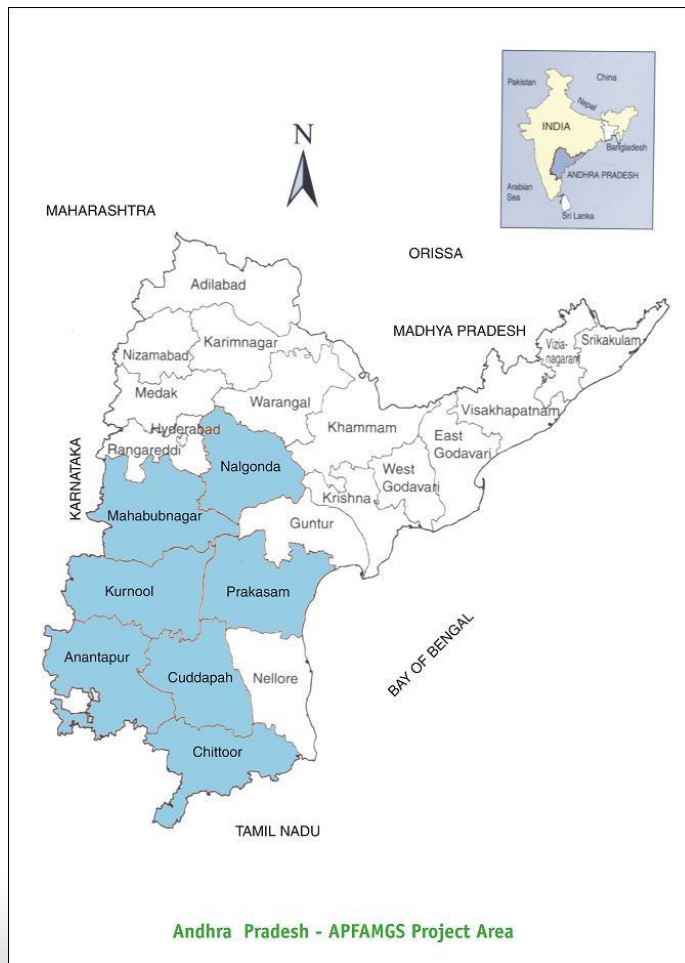 Pakistan
China
Nepal
INDIA
Bangladesh
ANDHRA PRADESH
Arabian
Sea
Sri Lanka
N
MAHARASHTRA
ORISSA
Adilabad
MADHYA PRADESH
Karimnagar
Nizamabad
Vizia-
nagaram
Srikakulam
Medak
Warangal
Visakhapatnam
Khammam
Hyderabad
Rangareddi
East
Godavari
West
Godavari
Nalgonda
KARNATAKA
Krishna
Mahabubnagar
Guntur
Kurnool
Prakasam
BAY OF BENGAL
Anantapur
Cuddapah
Nellore
Chittoor
TAMIL NADU
Andhra Pradesh - APFAMGS Project Area